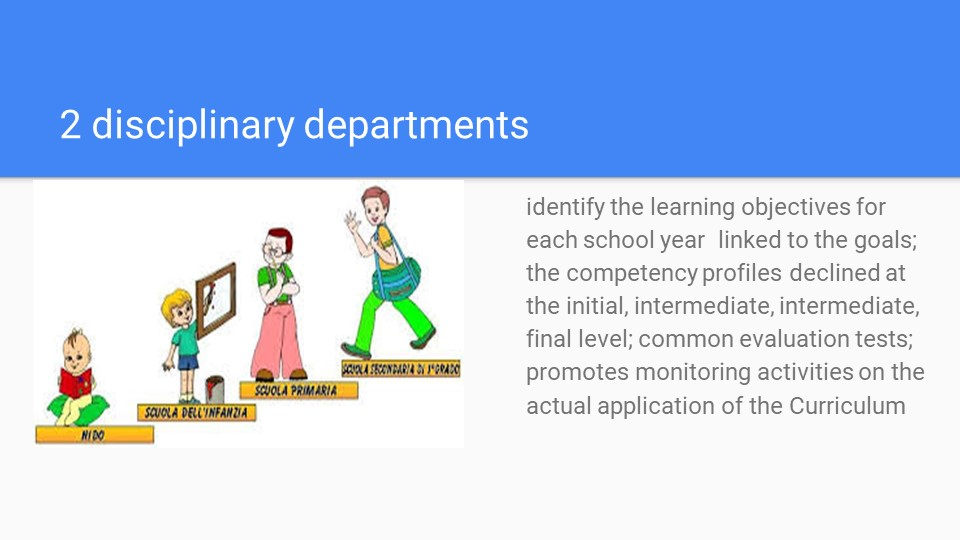 2 disciplinary departments
identify the learning objectives for
each school year linked to the goals;
the competency profiles declined at
the initial, intermediate, intermediate,
final level; common evaluation tests;
promotes monitoring activities on the
actual application of the Curriculum
SCUOLA SECONDARIA DI 1°GRADO
SCUOLA PRIMARIA
SCUOLA DELL'INFANZIA
NIDO